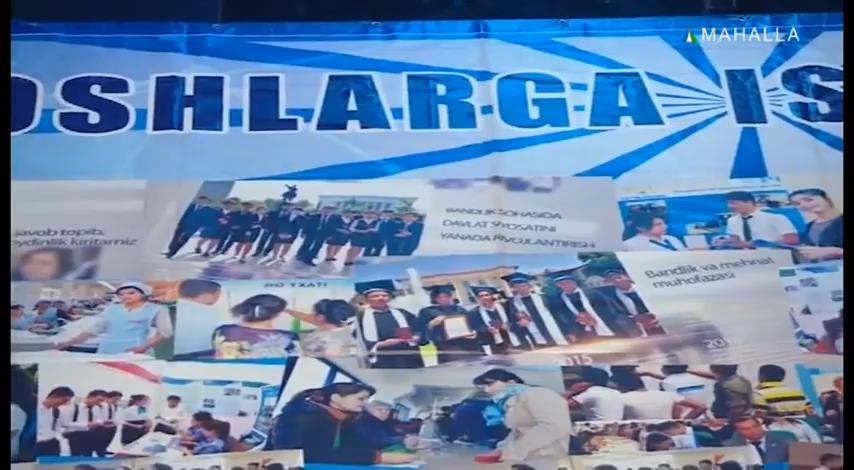 MAHALLA
OSHLARGA IS
javob topib,
oydinlik kiritamiz
BANDLIK SOHASIDA
DAVLAT SIYOSATINI
YANADA RIVOJLANTIRISH
Bandlik va mehnat
muhofazasi
RO'YXATI
2015